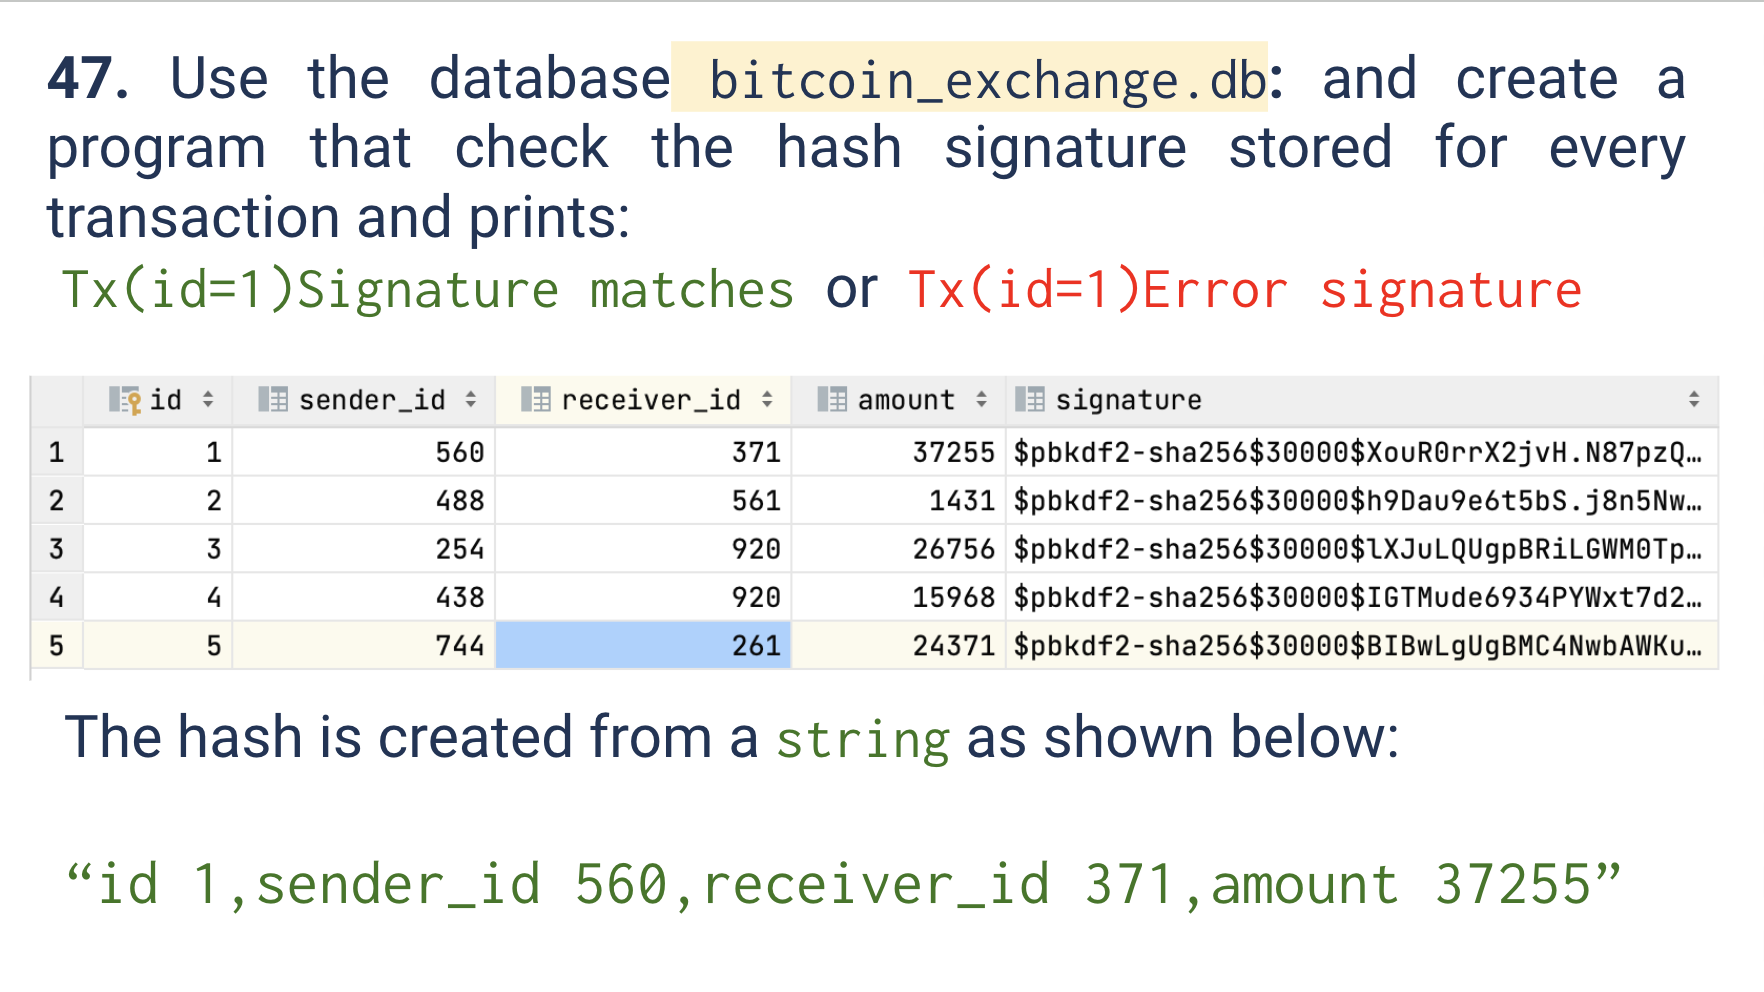 47. Use the database bitcoin_exchange.db: and create a
program that check the hash signature stored for every
transaction and prints:
Tx(id=1)Signature matches or Tx(id=1)Error signature
id sender_id receiver_id amount signature
1 1 560 371 37255 $pbkdf2-sha256$30000$XouR0rrX2jvH.N87pzQ…
2 2 488 561 1431 $pbkdf2-sha256$30000$h9Dau9e6t5bS.j8n5Nw…
3 3 254 920 26756 $pbkdf2-sha256$30000$lXJuLQUgpBRiLGWM0Tp…
4 4 438 920 15968 $pbkdf2-sha256$30000$IGTMude6934PYWxt7d2…
5 5 744 261 24371 $pbkdf2-sha256$30000$BIBwLgUgBMC4NwbAWKu…
The hash is created from a string as shown below:
“id 1,sender_id 560,receiver_id 371,amount 37255”